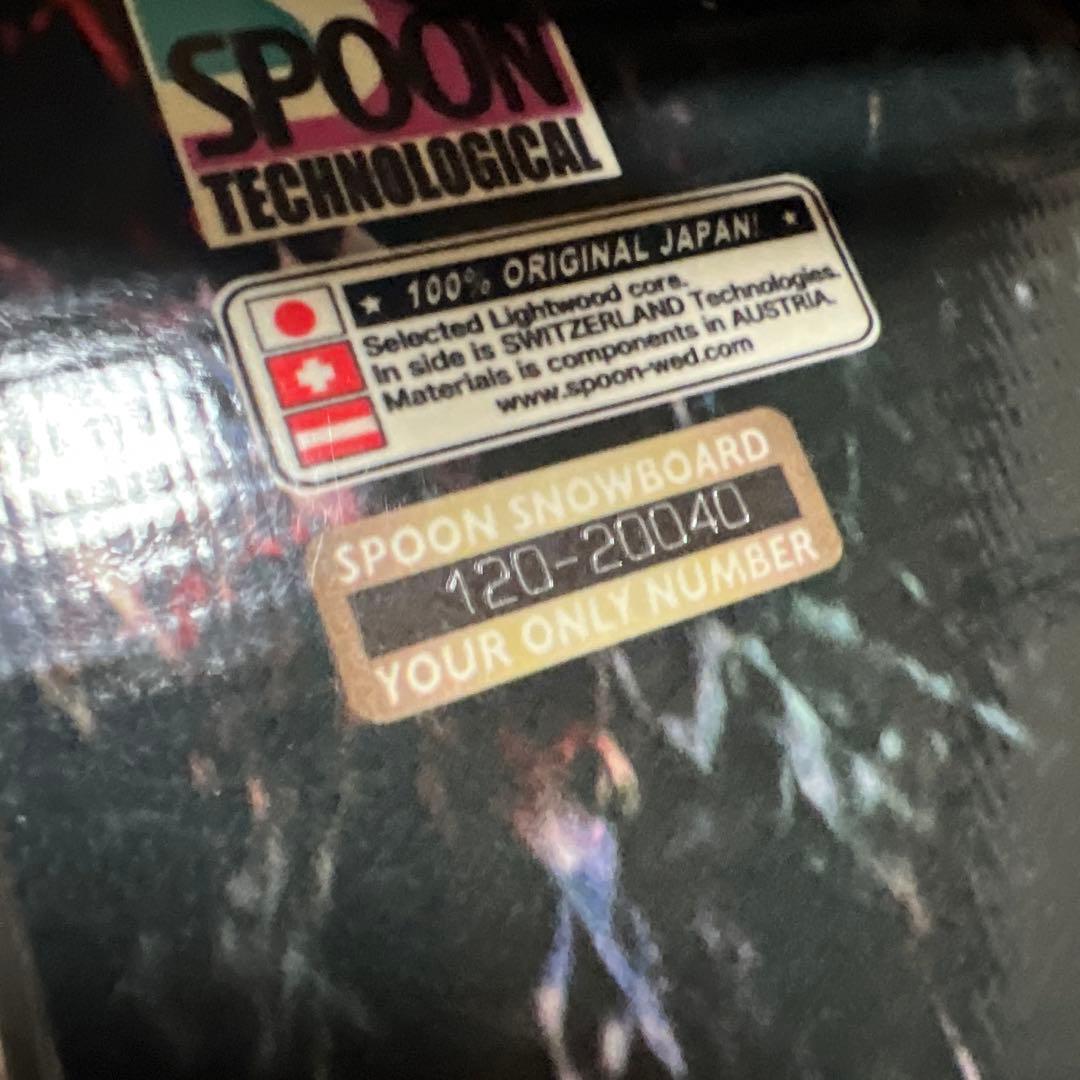 SPOON
TECHNOLOGICAL
★ 100% ORIGINAL JAPAN! ★
Selected Lightwood core.
In side is SWITZERLAND Technologies.
Materials is components in AUSTRIA.
www.spoon-wed.com
SPOON SNOWBOARD
120-20040
YOUR ONLY NUMBER